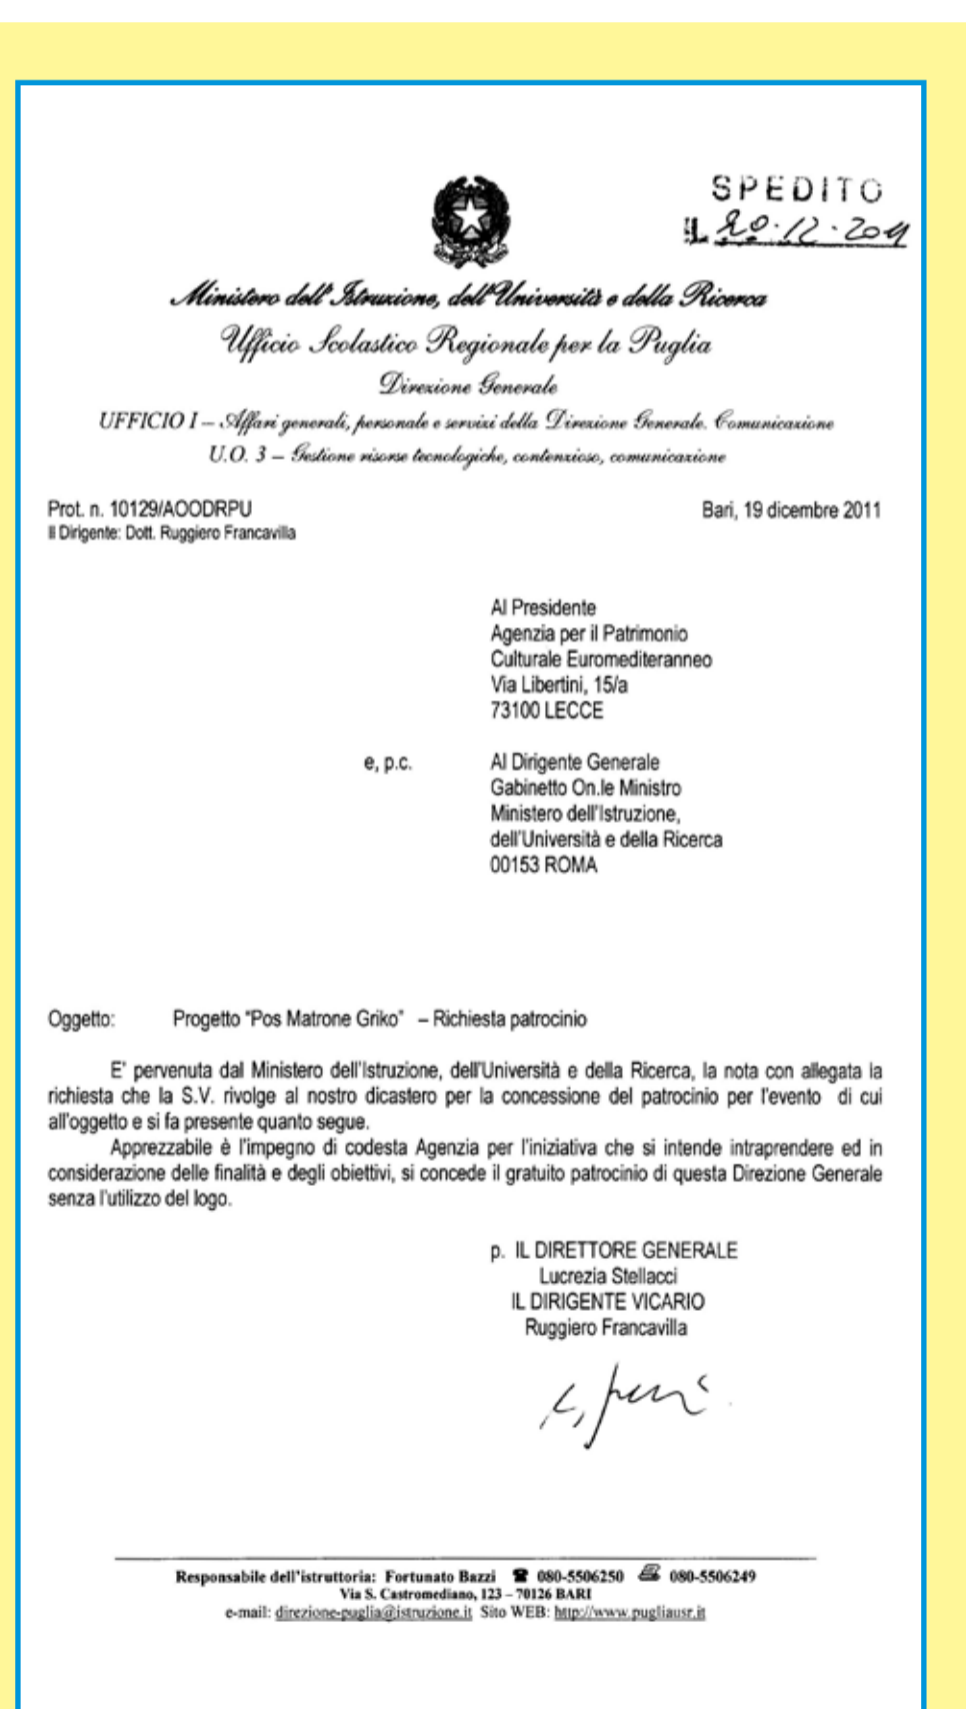 SPEDITO
IL 20.12.2011
Ministero dell'Istruzione, dell'Università e della Ricerca
Ufficio Scolastico Regionale per la Puglia
Direzione Generale
UFFICIO I – Affari generali, personale e servizi della Direzione Generale. Comunicazione
U.O. 3 – Gestione risorse tecnologiche, contenzioso, comunicazione
Prot. n. 10129/AOODRPU Bari, 19 dicembre 2011
Il Dirigente: Dott. Ruggiero Francavilla
Al Presidente
Agenzia per il Patrimonio
Culturale Euromediteranneo
Via Libertini, 15/a
73100 LECCE
e, p.c. Al Dirigente Generale
Gabinetto On.le Ministro
Ministero dell'Istruzione,
dell'Università e della Ricerca
00153 ROMA
Oggetto: Progetto "Pos Matrone Griko" – Richiesta patrocinio
E' pervenuta dal Ministero dell'Istruzione, dell'Università e della Ricerca, la nota con allegata la
richiesta che la S.V. rivolge al nostro dicastero per la concessione del patrocinio per l'evento di cui
all'oggetto e si fa presente quanto segue.
Apprezzabile è l'impegno di codesta Agenzia per l'iniziativa che si intende intraprendere ed in
considerazione delle finalità e degli obiettivi, si concede il gratuito patrocinio di questa Direzione Generale
senza l'utilizzo del logo.
p. IL DIRETTORE GENERALE
Lucrezia Stellacci
IL DIRIGENTE VICARIO
Ruggiero Francavilla
Responsabile dell'istruttoria: Fortunato Bazzi ☎ 080-5506250 080-5506249
Via S. Castromediano, 123 – 70126 BARI
e-mail: direzione-puglia@istruzione.it Sito WEB: http://www.pugliausr.it